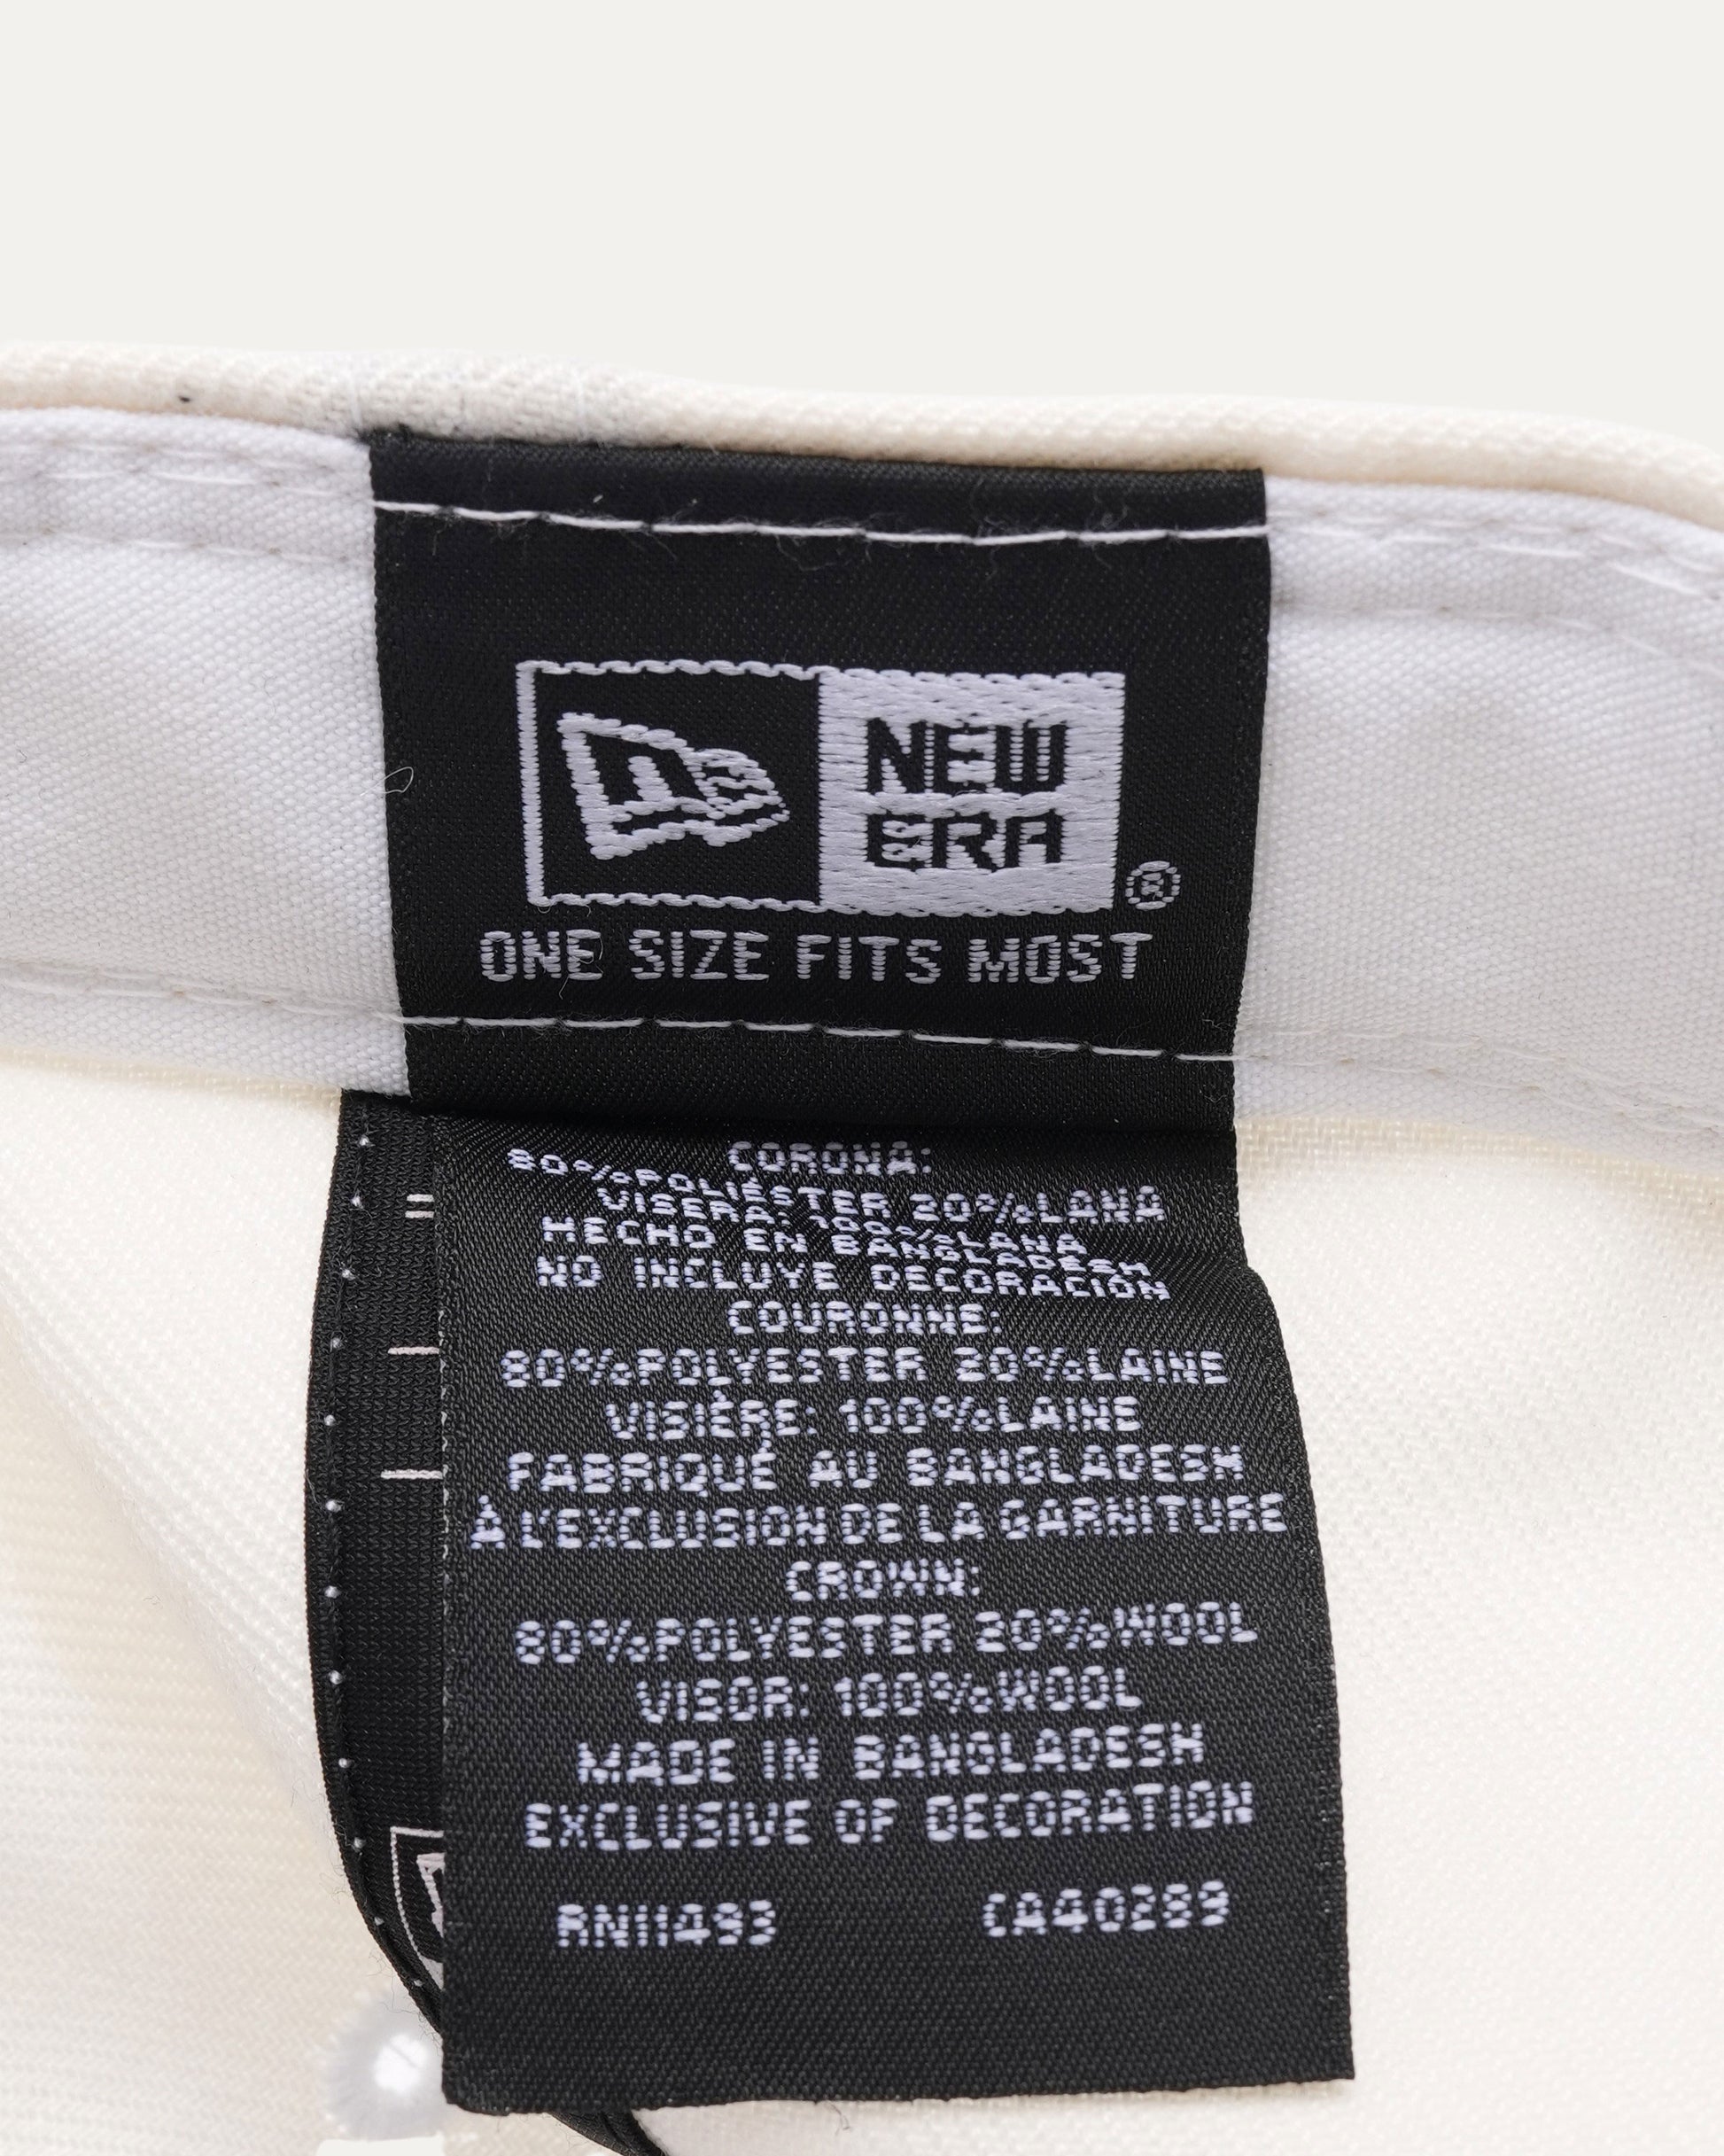 NEW
ERA
®
ONE SIZE FITS MOST
CORONA:
80%POLIÉSTER 20%LANA
VISERA: 100%LANA
HECHO EN BANGLADÉSH
NO INCLUYE DECORACIÓN
COURONNE:
80%POLYESTER 20%LAINE
VISIÈRE: 100%LAINE
FABRIQUÉ AU BANGLADESH
À L'EXCLUSION DE LA GARNITURE
CROWN:
80%POLYESTER 20%WOOL
VISOR: 100%WOOL
MADE IN BANGLADESH
EXCLUSIVE OF DECORATION
RN11493 CA40289